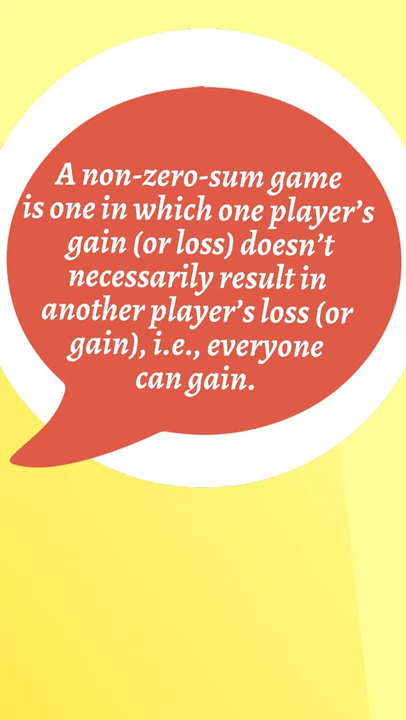 A non-zero-sum game
is one in which one player’s
gain (or loss) doesn’t
necessarily result in
another player’s loss (or
gain), i.e., everyone
can gain.